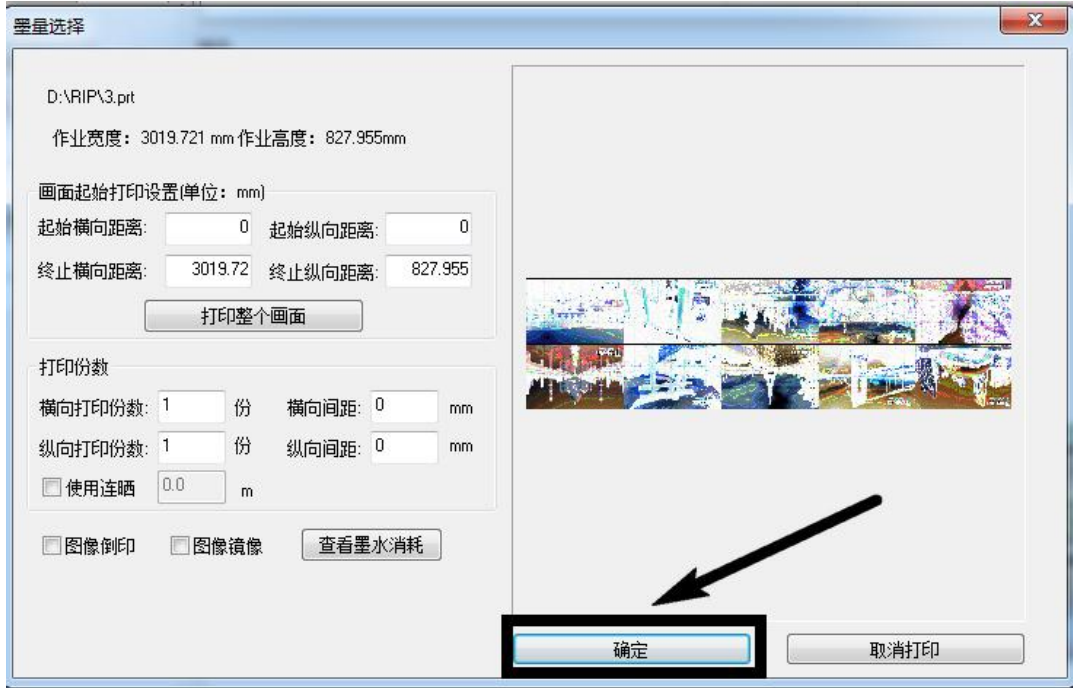 墨量选择
D:\RIP\3.prt
作业宽度：3019.721 mm 作业高度：827.955mm
画面起始打印设置(单位：mm)
起始横向距离: 0 起始纵向距离: 0
终止横向距离: 3019.72 终止纵向距离: 827.955
打印整个画面
打印份数
横向打印份数: 1 份 横向间距: 0 mm
纵向打印份数: 1 份 纵向间距: 0 mm
使用连晒 0.0 m
图像倒印 图像镜像 查看墨水消耗
确定 取消打印